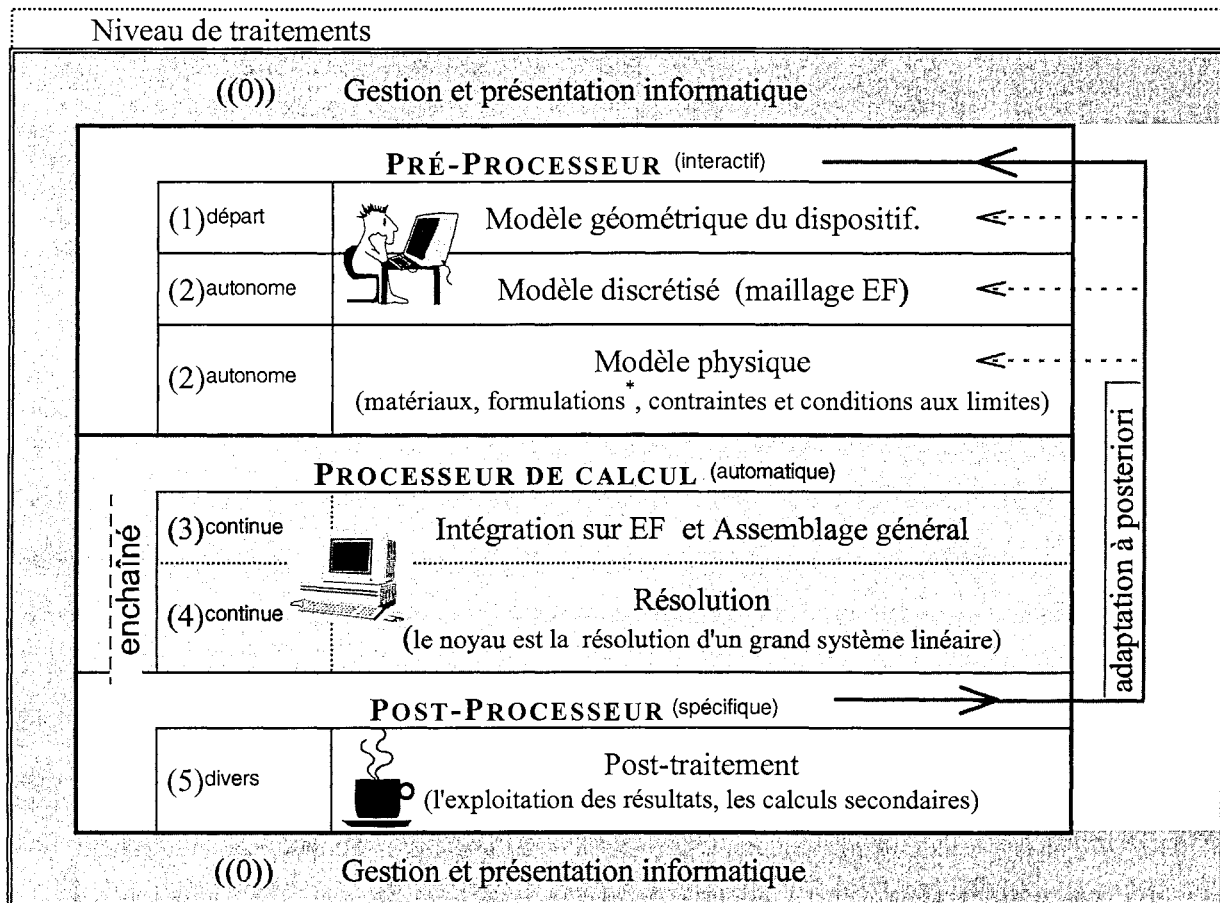 Niveau de traitements
((0)) Gestion et présentation informatique
PRÉ-PROCESSEUR (interactif)
(1) départ Modèle géométrique du dispositif.
(2) autonome Modèle discrétisé (maillage EF)
(2) autonome Modèle physique
(matériaux, formulations*, contraintes et conditions aux limites)
PROCESSEUR DE CALCUL (automatique)
enchaîné
(3) continue Intégration sur EF et Assemblage général
(4) continue Résolution
(le noyau est la résolution d'un grand système linéaire)
adaptation à posteriori
POST-PROCESSEUR (spécifique)
(5) divers Post-traitement
(l'exploitation des résultats, les calculs secondaires)
((0)) Gestion et présentation informatique